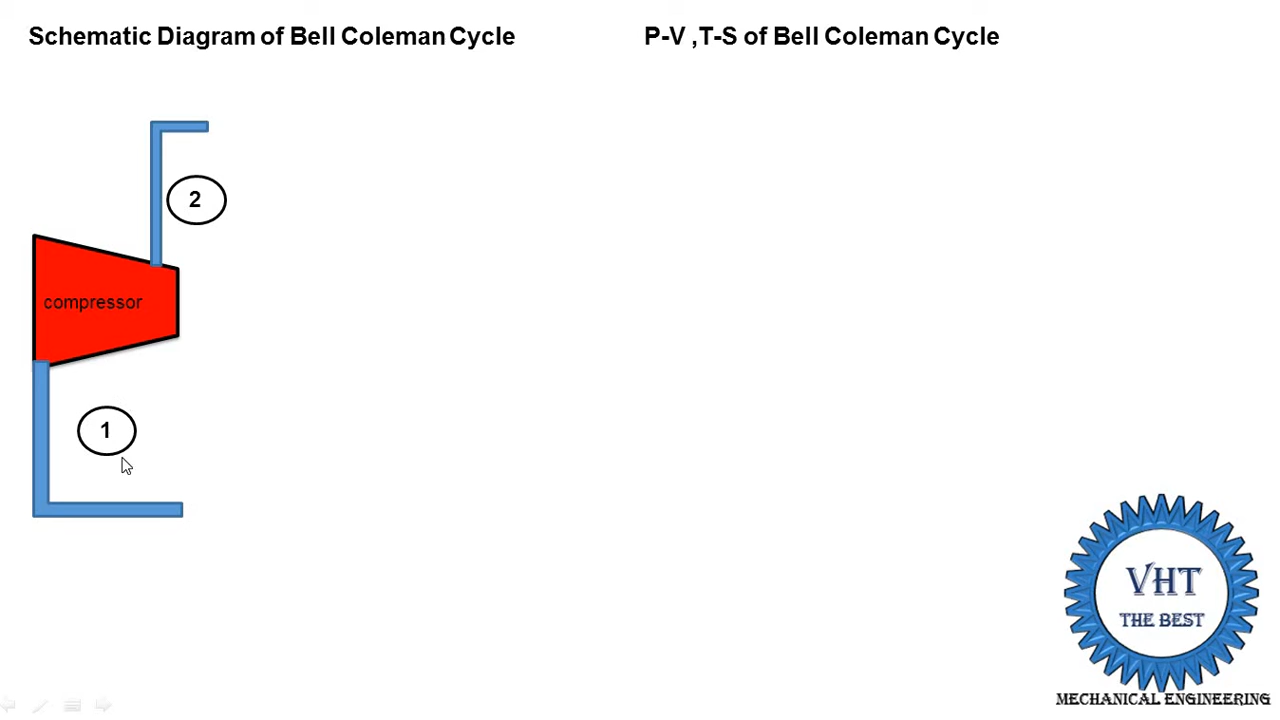 Schematic Diagram of Bell Coleman Cycle
P-V ,T-S of Bell Coleman Cycle
2
compressor
1
VHT
THE BEST
MECHANICAL ENGINEERING